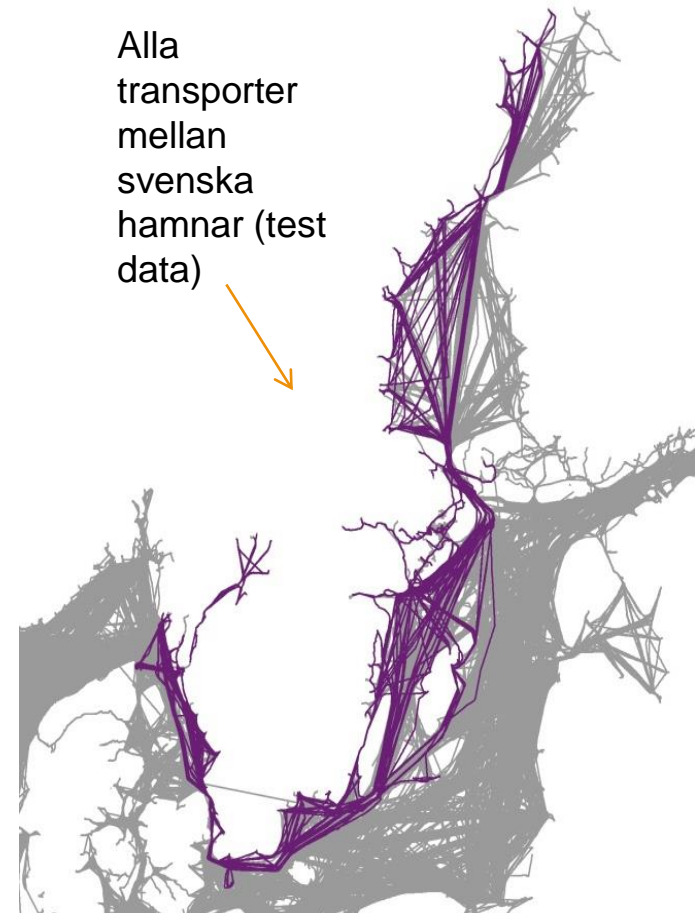 Alla
transporter
mellan
svenska
hamnar (test
data)